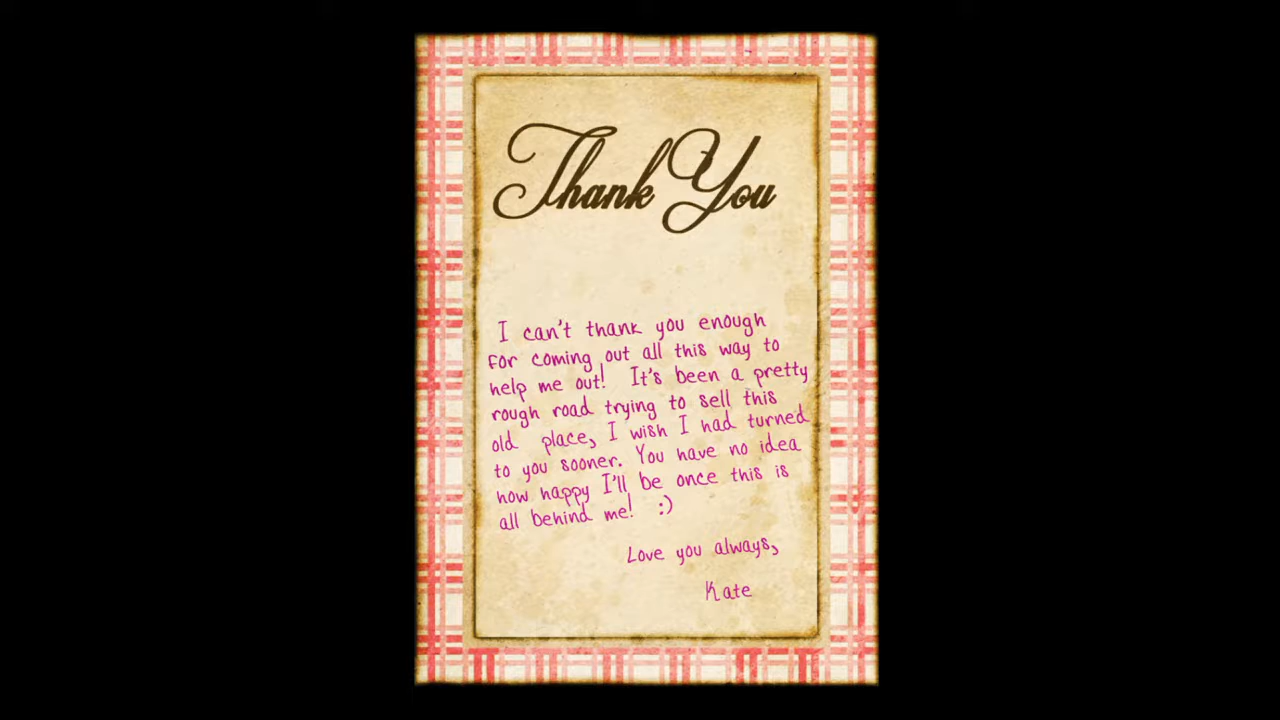 Thank You
I can't thank you enough
for coming out all this way to
help me out! It's been a pretty
rough road trying to sell this
old place, I wish I had turned
to you sooner. You have no idea
how happy I'll be once this is
all behind me! :)
Love you always,
Kate